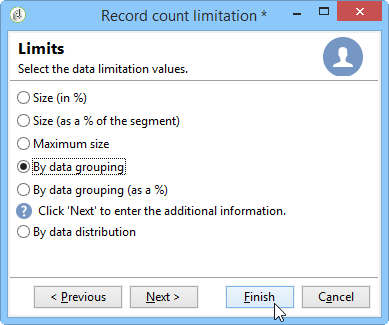 Record count limitation *
Limits
Select the data limitation values.
Size (in %)
Size (as a % of the segment)
Maximum size
By data grouping
By data grouping (as a %)
? Click 'Next' to enter the additional information.
By data distribution
< Previous Next > Finish Cancel